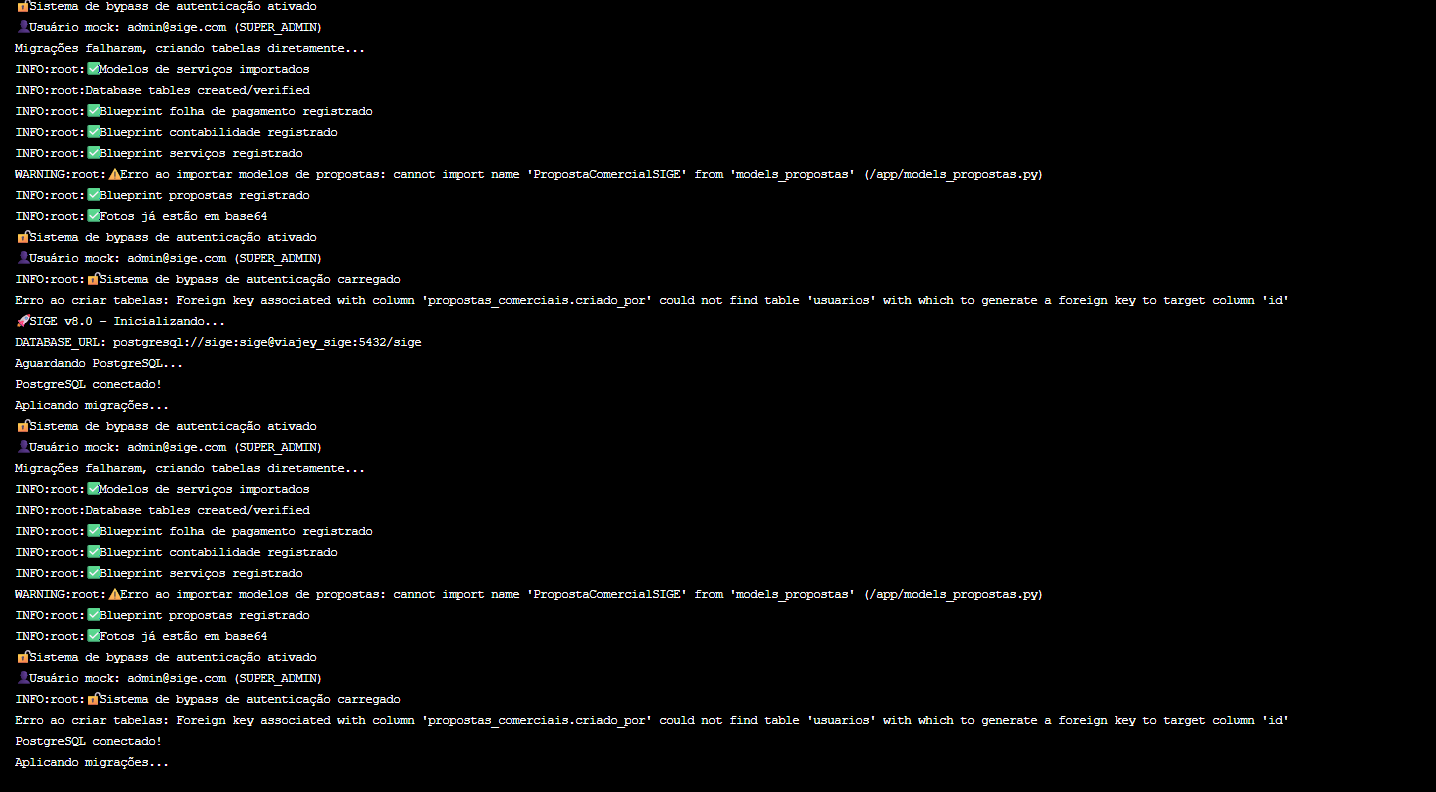 🔓Sistema de bypass de autenticação ativado
👤Usuário mock: admin@sige.com (SUPER_ADMIN)
Migrações falharam, criando tabelas diretamente...
INFO:root:✅Modelos de serviços importados
INFO:root:Database tables created/verified
INFO:root:✅Blueprint folha de pagamento registrado
INFO:root:✅Blueprint contabilidade registrado
INFO:root:✅Blueprint serviços registrado
WARNING:root:⚠️Erro ao importar modelos de propostas: cannot import name 'PropostaComercialSIGE' from 'models_propostas' (/app/models_propostas.py)
INFO:root:✅Blueprint propostas registrado
INFO:root:✅Fotos já estão em base64
🔓Sistema de bypass de autenticação ativado
👤Usuário mock: admin@sige.com (SUPER_ADMIN)
INFO:root:🔓Sistema de bypass de autenticação carregado
Erro ao criar tabelas: Foreign key associated with column 'propostas_comerciais.criado_por' could not find table 'usuarios' with which to generate a foreign key to target column 'id'
🚀SIGE v8.0 - Inicializando...
DATABASE_URL: postgresql://sige:sige@viajey_sige:5432/sige
Aguardando PostgreSQL...
PostgreSQL conectado!
Aplicando migrações...
🔓Sistema de bypass de autenticação ativado
👤Usuário mock: admin@sige.com (SUPER_ADMIN)
Migrações falharam, criando tabelas diretamente...
INFO:root:✅Modelos de serviços importados
INFO:root:Database tables created/verified
INFO:root:✅Blueprint folha de pagamento registrado
INFO:root:✅Blueprint contabilidade registrado
INFO:root:✅Blueprint serviços registrado
WARNING:root:⚠️Erro ao importar modelos de propostas: cannot import name 'PropostaComercialSIGE' from 'models_propostas' (/app/models_propostas.py)
INFO:root:✅Blueprint propostas registrado
INFO:root:✅Fotos já estão em base64
🔓Sistema de bypass de autenticação ativado
👤Usuário mock: admin@sige.com (SUPER_ADMIN)
INFO:root:🔓Sistema de bypass de autenticação carregado
Erro ao criar tabelas: Foreign key associated with column 'propostas_comerciais.criado_por' could not find table 'usuarios' with which to generate a foreign key to target column 'id'
PostgreSQL conectado!
Aplicando migrações...